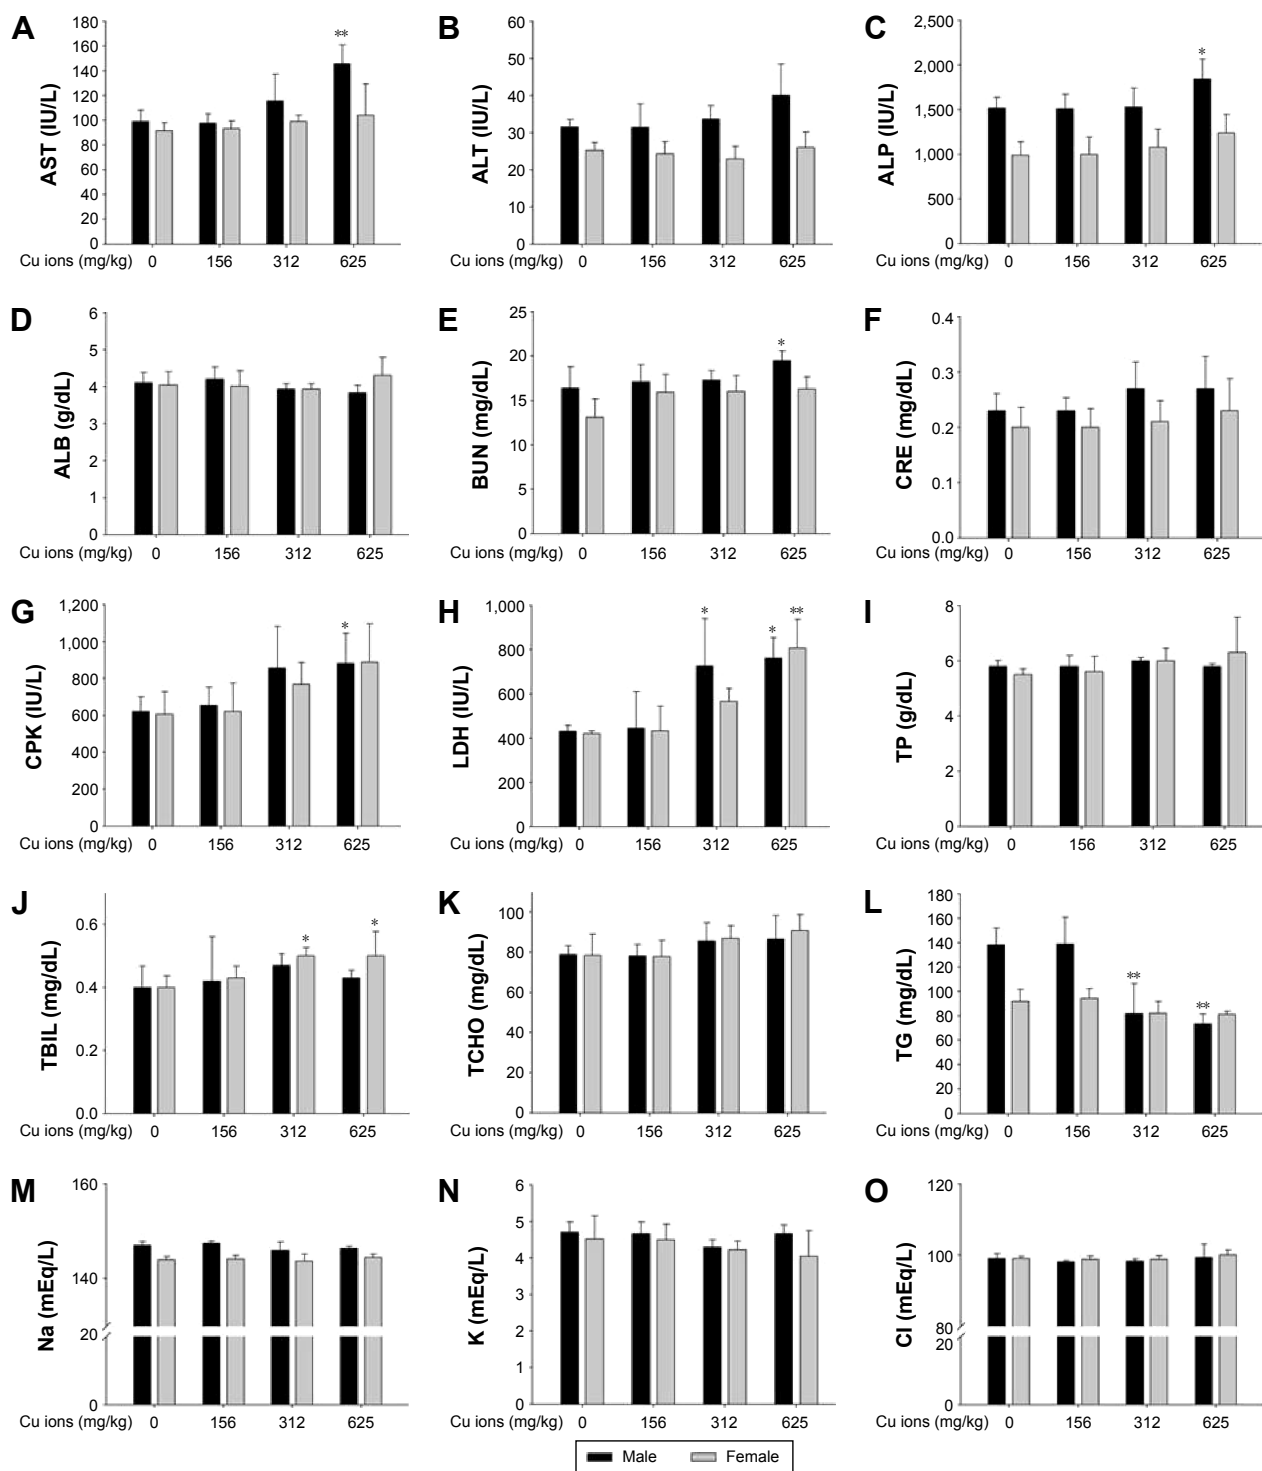 A
AST (IU/L)
180
160
140
120
100
80
60
40
20
0
**
Cu ions (mg/kg) 0 156 312 625
B
ALT (IU/L)
60
50
40
30
20
10
0
Cu ions (mg/kg) 0 156 312 625
C
ALP (IU/L)
2,500
2,000
1,500
1,000
500
0
*
Cu ions (mg/kg) 0 156 312 625
D
ALB (g/dL)
6
5
4
3
2
1
0
Cu ions (mg/kg) 0 156 312 625
E
BUN (mg/dL)
25
20
15
10
5
0
*
Cu ions (mg/kg) 0 156 312 625
F
CRE (mg/dL)
0.4
0.3
0.2
0.1
0.0
Cu ions (mg/kg) 0 156 312 625
G
CPK (IU/L)
1,200
1,000
800
600
400
200
0
*
Cu ions (mg/kg) 0 156 312 625
H
LDH (IU/L)
1,000
800
600
400
200
0
* * **
Cu ions (mg/kg) 0 156 312 625
I
TP (g/dL)
8
6
4
2
0
Cu ions (mg/kg) 0 156 312 625
J
TBIL (mg/dL)
0.6
0.4
0.2
0.0
* *
Cu ions (mg/kg) 0 156 312 625
K
TCHO (mg/dL)
100
80
60
40
20
0
Cu ions (mg/kg) 0 156 312 625
L
TG (mg/dL)
180
160
140
120
100
80
60
40
20
0
** **
Cu ions (mg/kg) 0 156 312 625
M
Na (mEq/L)
160
140
20
0
Cu ions (mg/kg) 0 156 312 625
N
K (mEq/L)
6
5
4
3
2
1
0
Cu ions (mg/kg) 0 156 312 625
O
Cl (mEq/L)
120
100
80
20
0
Cu ions (mg/kg) 0 156 312 625
Male Female